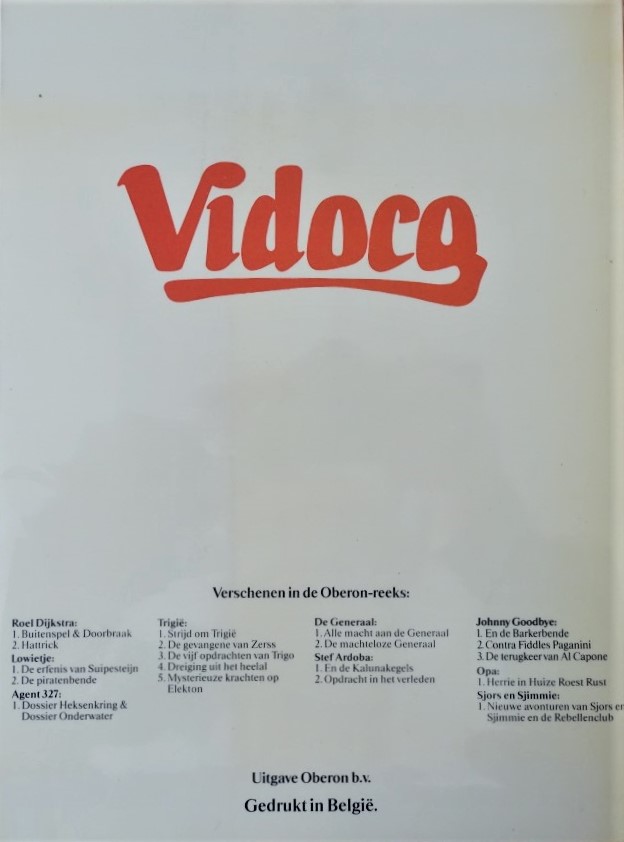 Vidocq
Verschenen in de Oberon-reeks:
Roel Dijkstra:
1. Buitenspel & Doorbraak
2. Hattrick
Lowietje:
1. De erfenis van Suipesteijn
2. De piratenbende
Agent 327:
1. Dossier Heksenkring &
Dossier Onderwater
Trigië:
1. Strijd om Trigië
2. De gevangene van Zerss
3. De vijf opdrachten van Trigo
4. Dreiging uit het heelal
5. Mysterieuze krachten op
Elekton
De Generaal:
1. Alle macht aan de Generaal
2. De machteloze Generaal
Stef Ardoba:
1. En de Kalunakegels
2. Opdracht in het verleden
Johnny Goodbye:
1. En de Barkerbende
2. Contra Fiddles Paganini
3. De terugkeer van Al Capone
Opa:
1. Herrie in Huize Roest Rust
Sjors en Sjimmie:
1. Nieuwe avonturen van Sjors en
Sjimmie en de Rebellenclub
Uitgave Oberon b.v.
Gedrukt in België.